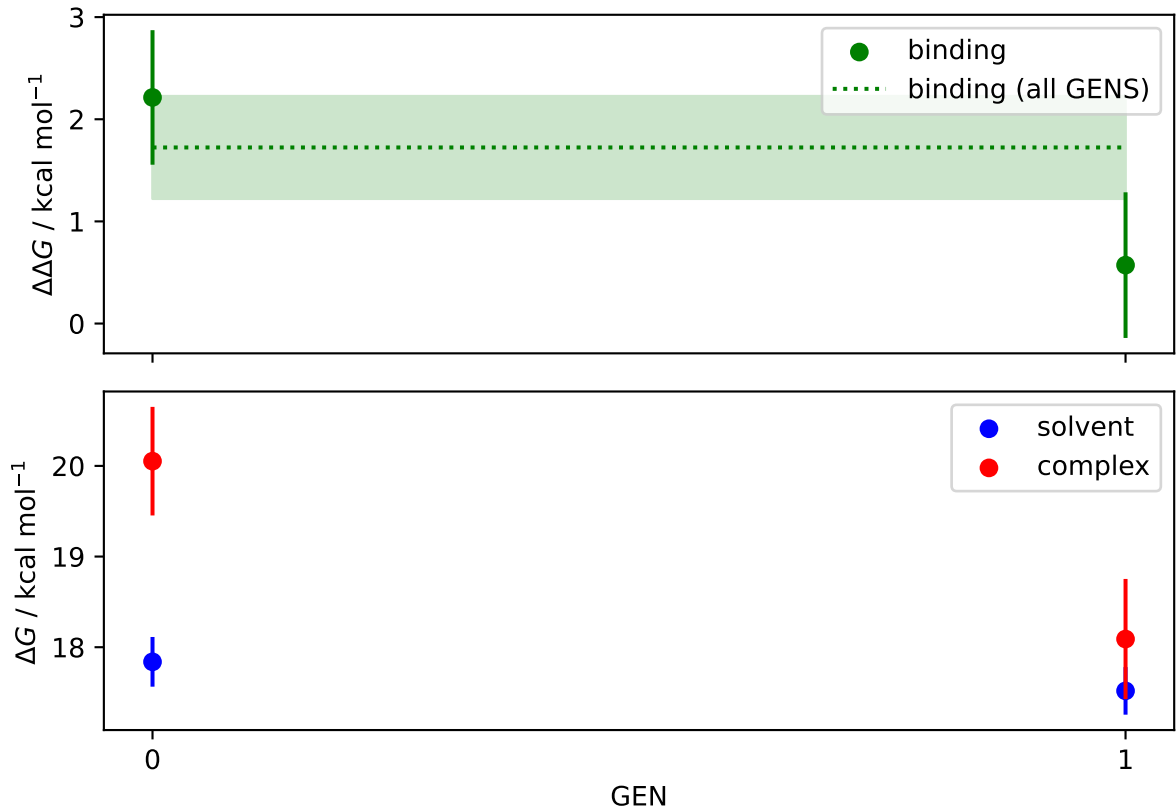 3
2
1
0
ΔΔG / kcal mol⁻¹
binding
binding (all GENS)
20
19
18
ΔG / kcal mol⁻¹
solvent
complex
0
1
GEN